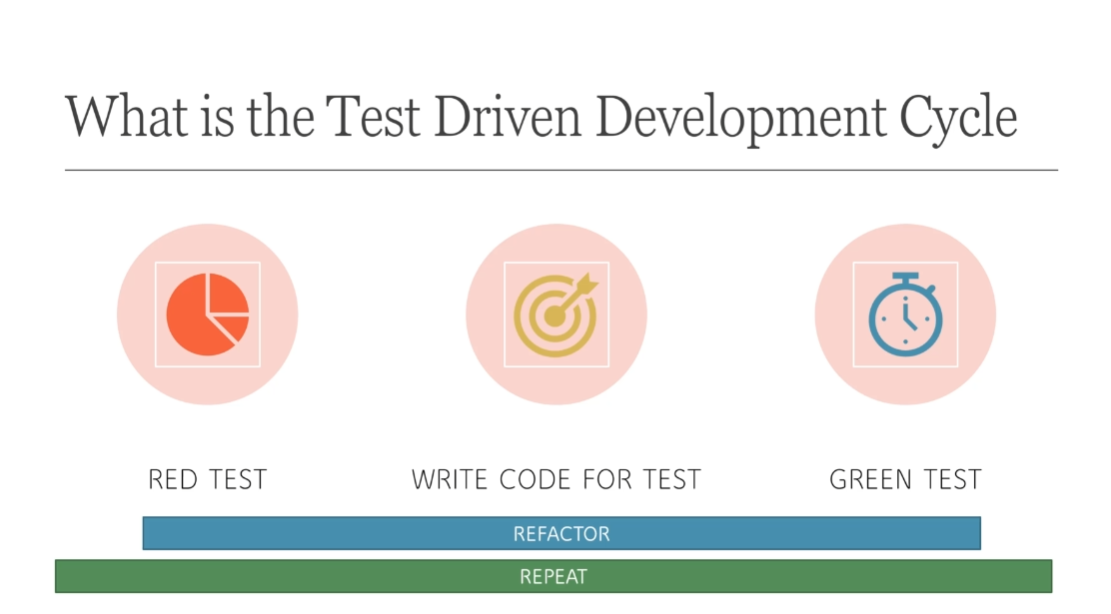 What is the Test Driven Development Cycle
RED TEST
WRITE CODE FOR TEST
GREEN TEST
REFACTOR
REPEAT